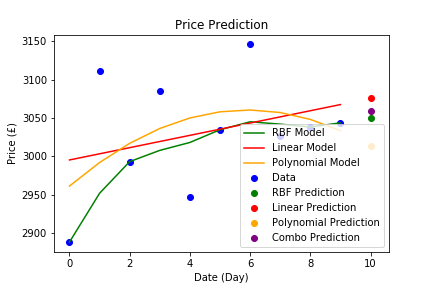 Price Prediction
3150
3100
3050
3000
2950
2900
Price (£)
0
2
4
6
8
10
Date (Day)
RBF Model
Linear Model
Polynomial Model
Data
RBF Prediction
Linear Prediction
Polynomial Prediction
Combo Prediction